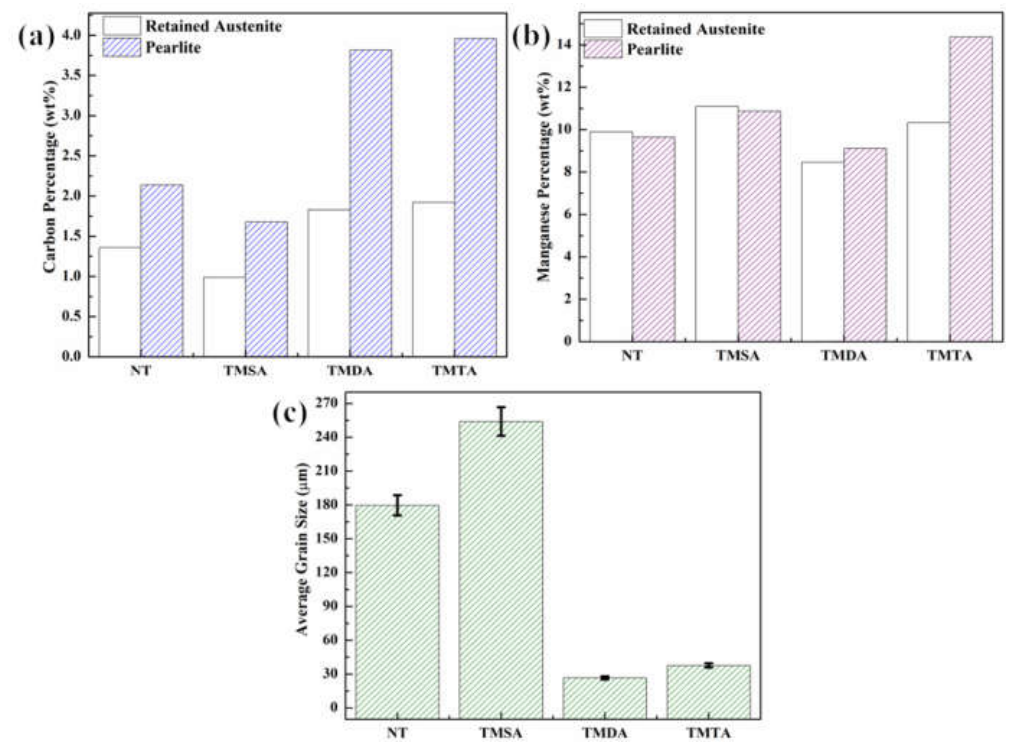 (a)
Retained Austenite
Pearlite
Carbon Percentage (wt%)
4.0
3.5
3.0
2.5
2.0
1.5
1.0
0.5
0.0
NT TMSA TMDA TMTA
(b)
Retained Austenite
Pearlite
Manganese Percentage (wt%)
14
12
10
8
6
4
2
0
NT TMSA TMDA TMTA
(c)
Average Grain Size (μm)
270
240
210
180
150
120
90
60
30
0
NT TMSA TMDA TMTA